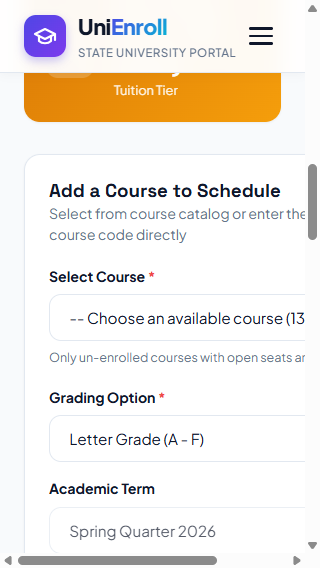 UniEnroll
STATE UNIVERSITY PORTAL
Tuition Tier
Add a Course to Schedule
Select from course catalog or enter the
course code directly
Select Course *
-- Choose an available course (13
Only un-enrolled courses with open seats
Grading Option *
Letter Grade (A - F)
Academic Term
Spring Quarter 2026